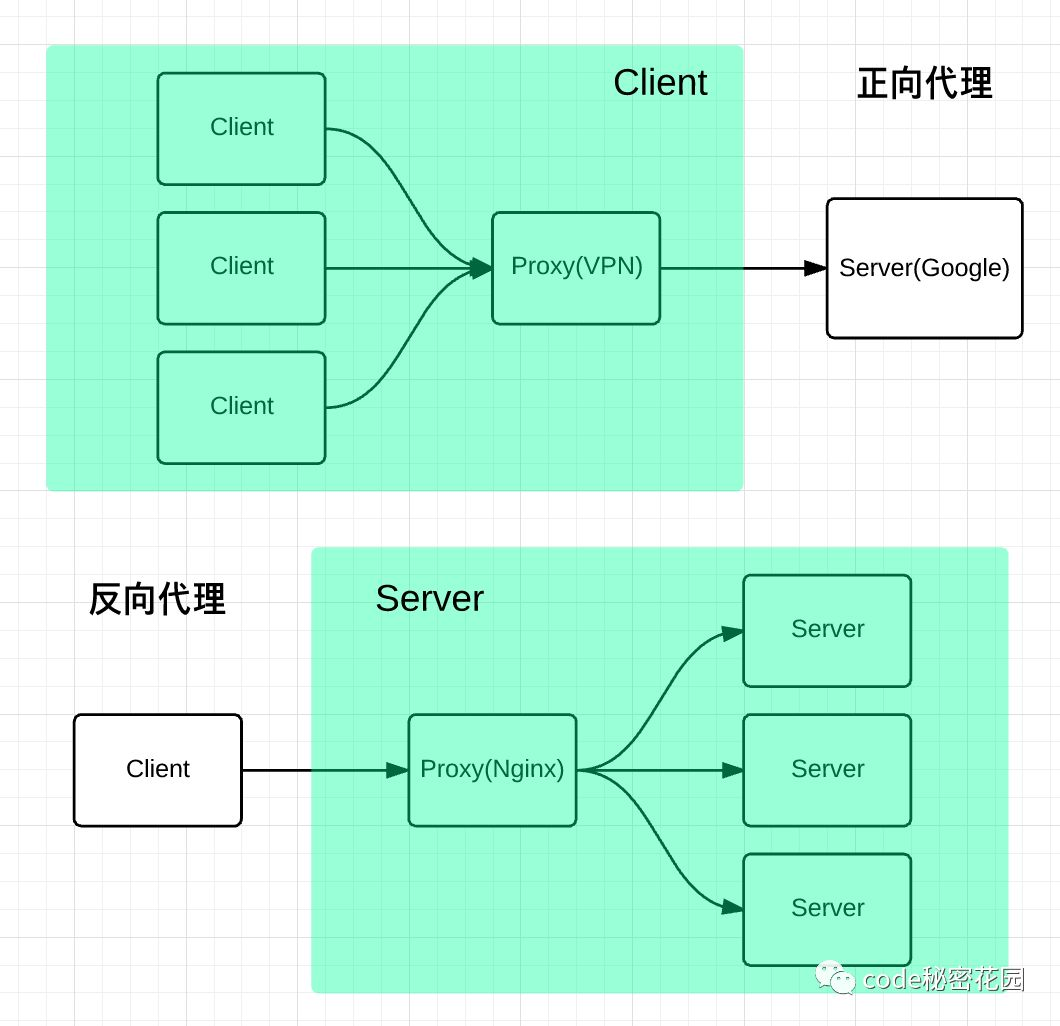 Client
正向代理
Client
Client
Proxy(VPN)
Server(Google)
Client
反向代理
Server
Server
Client
Proxy(Nginx)
Server
Server
code秘密花园